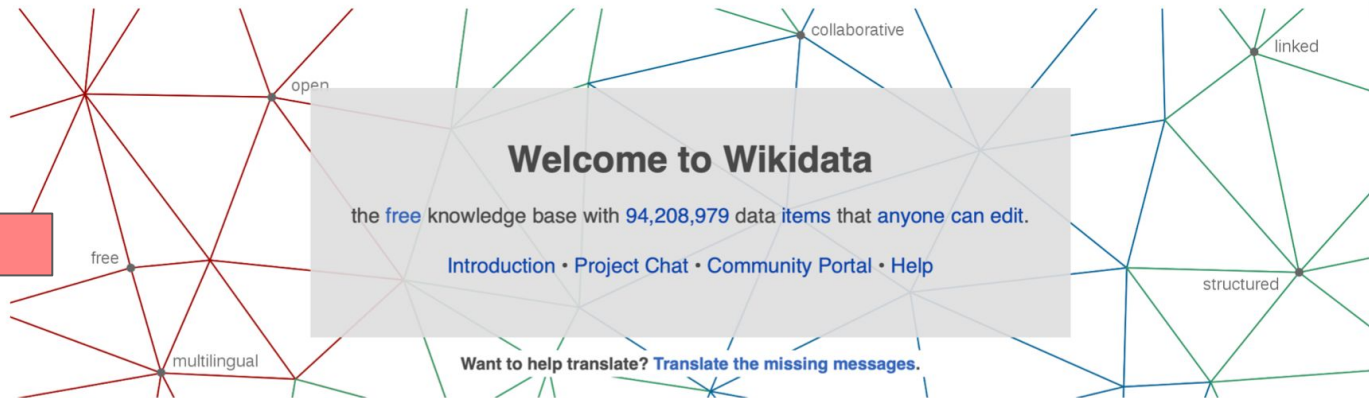 collaborative
linked
open
Welcome to Wikidata
the free knowledge base with 94,208,979 data items that anyone can edit.
free
Introduction • Project Chat • Community Portal • Help
structured
multilingual
Want to help translate? Translate the missing messages.